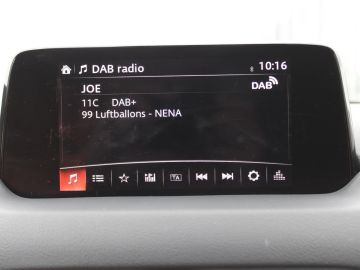 DAB radio 10:16
JOE DAB
11C DAB+
99 Luftballons - NENA
TA